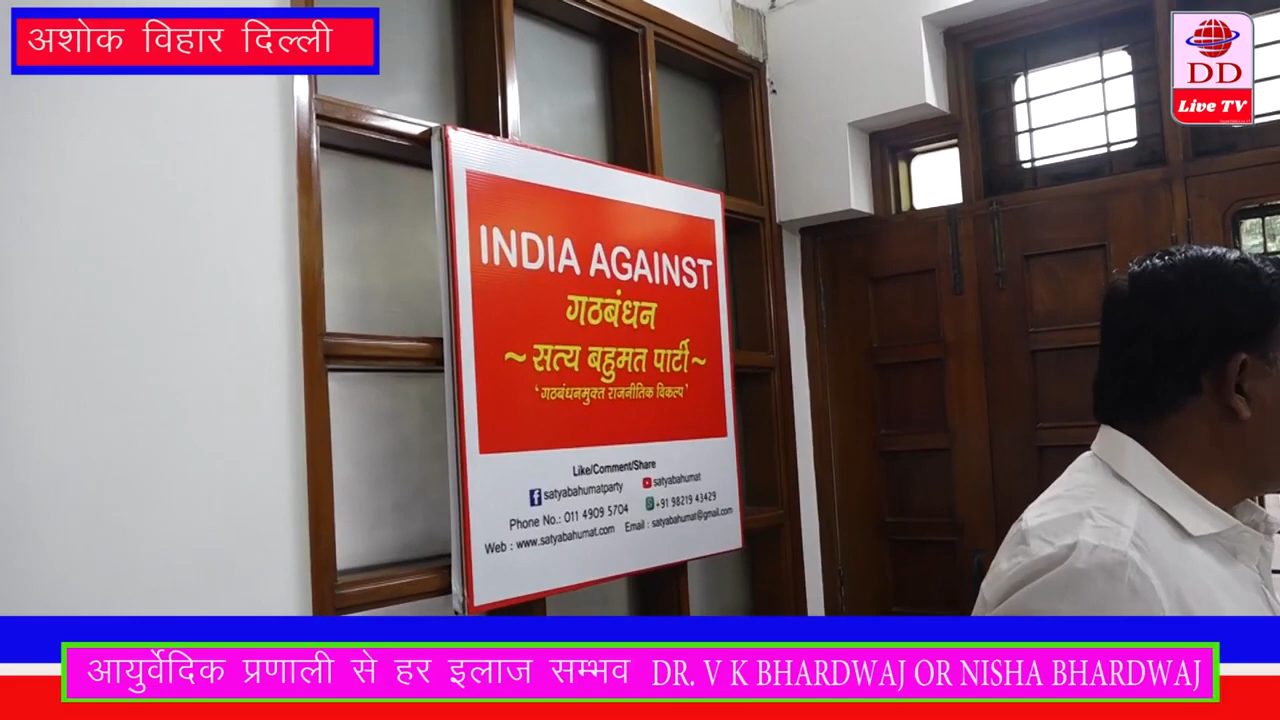 अशोक विहार दिल्ली
DD
Live TV
INDIA AGAINST
गठबंधन
~सत्य बहुमत पार्टी~
'गठबंधनमुक्त राजनीतिक विकल्प'
Like/Comment/Share
satyabahumatparty satyabahumat
Phone No.: 011 4909 5704 +91 98219 43429
Web : www.satyabahumat.com Email : satyabahumat@gmail.com
आयुर्वेदिक प्रणाली से हर इलाज सम्भव DR. V K BHARDWAJ OR NISHA BHARDWAJ